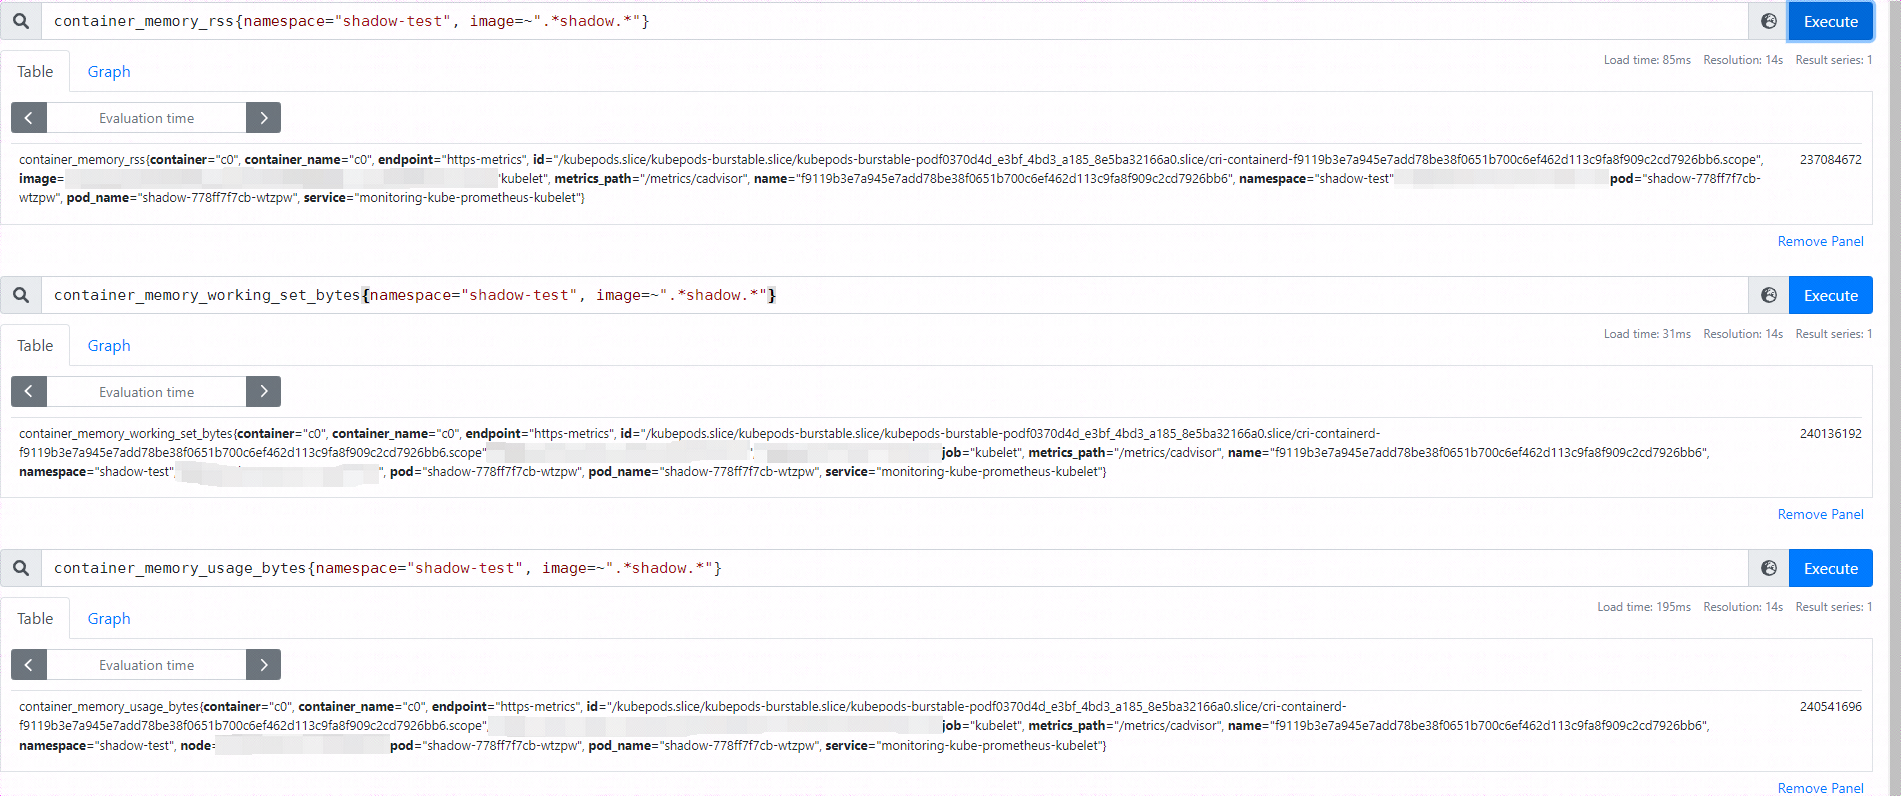 container_memory_rss{namespace="shadow-test", image=~".*shadow.*"}
Execute
Table
Graph
Load time: 85ms Resolution: 14s Result series: 1
Evaluation time
container_memory_rss{container="c0", container_name="c0", endpoint="https-metrics", id="/kubepods.slice/kubepods-burstable.slice/kubepods-burstable-podf0370d4d_e3bf_4bd3_a185_8e5ba32166a0.slice/cri-containerd-f9119b3e7a945e7add78be38f0651b700c6ef462d113c9fa8f909c2cd7926bb6.scope", 237084672
image= 'kubelet", metrics_path="/metrics/cadvisor", name="f9119b3e7a945e7add78be38f0651b700c6ef462d113c9fa8f909c2cd7926bb6", namespace="shadow-test" pod="shadow-778ff7f7cb-
wtzpw", pod_name="shadow-778ff7f7cb-wtzpw", service="monitoring-kube-prometheus-kubelet"}
Remove Panel
container_memory_working_set_bytes{namespace="shadow-test", image=~".*shadow.*"}
Execute
Table
Graph
Load time: 31ms Resolution: 14s Result series: 1
Evaluation time
container_memory_working_set_bytes{container="c0", container_name="c0", endpoint="https-metrics", id="/kubepods.slice/kubepods-burstable.slice/kubepods-burstable-podf0370d4d_e3bf_4bd3_a185_8e5ba32166a0.slice/cri-containerd- 240136192
f9119b3e7a945e7add78be38f0651b700c6ef462d113c9fa8f909c2cd7926bb6.scope" job="kubelet", metrics_path="/metrics/cadvisor", name="f9119b3e7a945e7add78be38f0651b700c6ef462d113c9fa8f909c2cd7926bb6",
namespace="shadow-test", ", pod="shadow-778ff7f7cb-wtzpw", pod_name="shadow-778ff7f7cb-wtzpw", service="monitoring-kube-prometheus-kubelet"}
Remove Panel
container_memory_usage_bytes{namespace="shadow-test", image=~".*shadow.*"}
Execute
Table
Graph
Load time: 195ms Resolution: 14s Result series: 1
Evaluation time
container_memory_usage_bytes{container="c0", container_name="c0", endpoint="https-metrics", id="/kubepods.slice/kubepods-burstable.slice/kubepods-burstable-podf0370d4d_e3bf_4bd3_a185_8e5ba32166a0.slice/cri-containerd- 240541696
f9119b3e7a945e7add78be38f0651b700c6ef462d113c9fa8f909c2cd7926bb6.scope", job="kubelet", metrics_path="/metrics/cadvisor", name="f9119b3e7a945e7add78be38f0651b700c6ef462d113c9fa8f909c2cd7926bb6",
namespace="shadow-test", node= pod="shadow-778ff7f7cb-wtzpw", pod_name="shadow-778ff7f7cb-wtzpw", service="monitoring-kube-prometheus-kubelet"}
Remove Panel